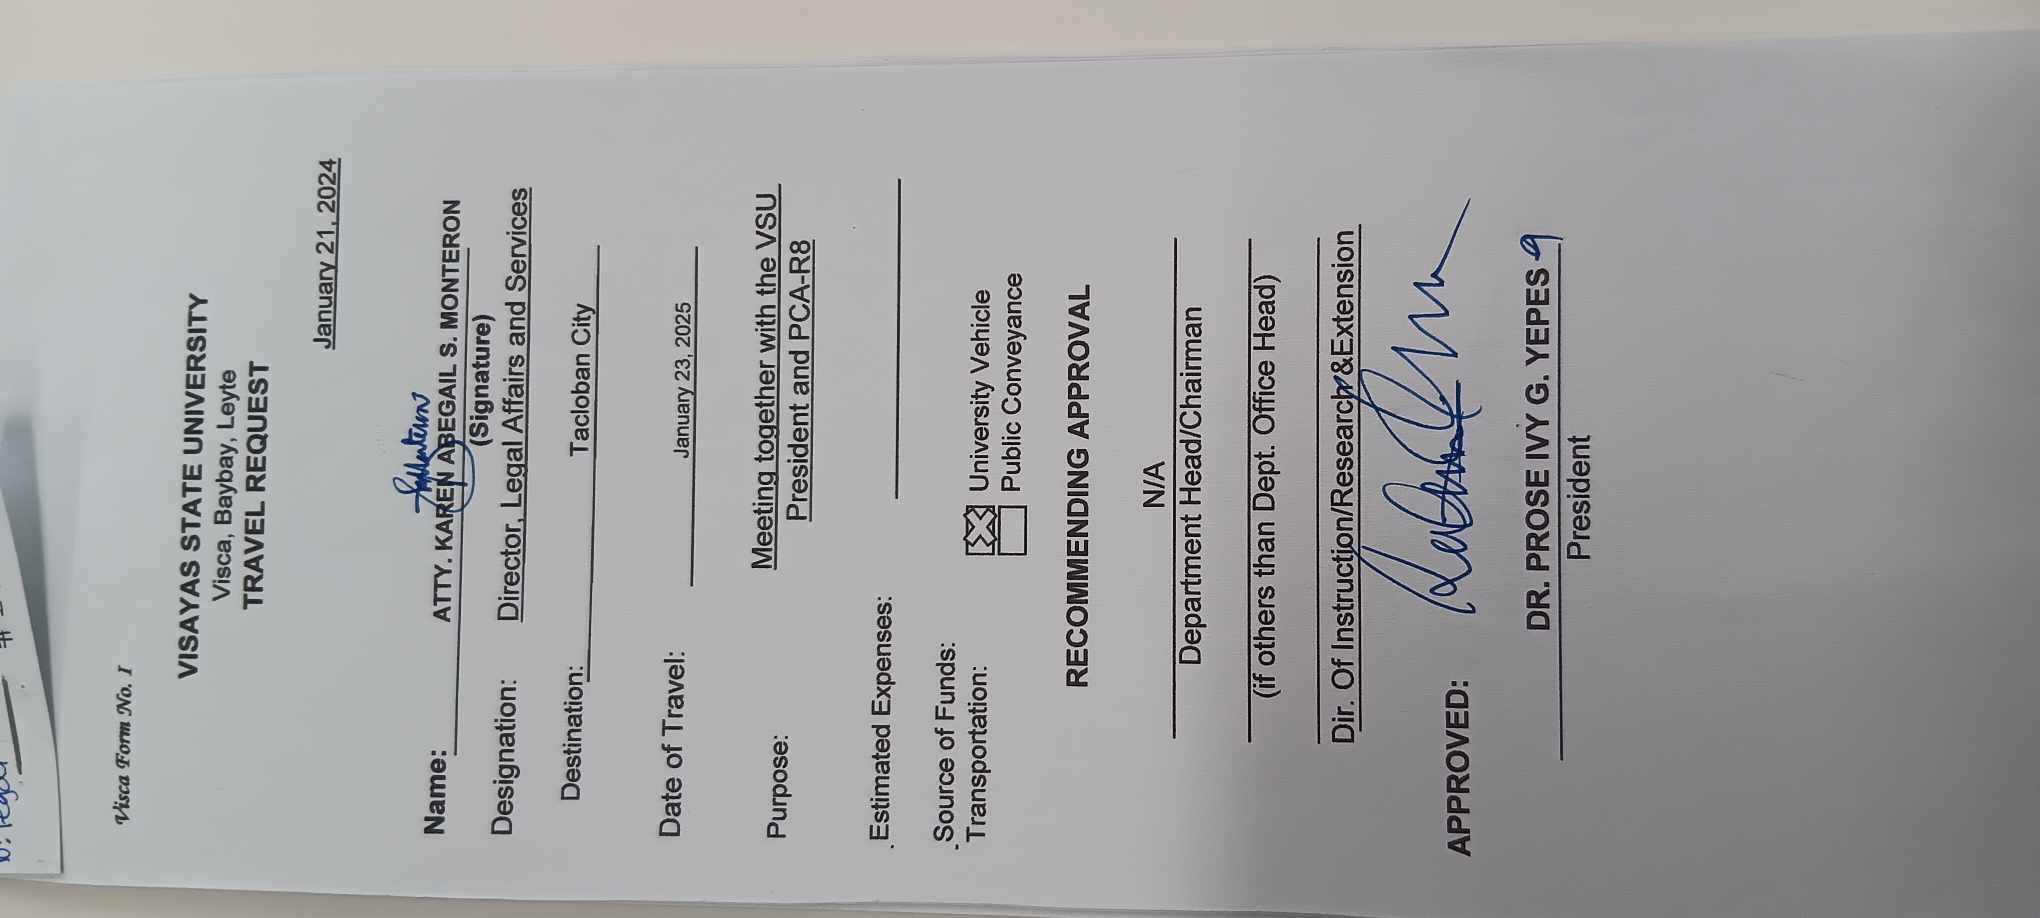 Visca Form No. 1
VISAYAS STATE UNIVERSITY
Visca, Baybay, Leyte
TRAVEL REQUEST
January 21, 2024
Name: ATTY. KAREN ABEGAIL S. MONTERON
(Signature)
Designation: Director, Legal Affairs and Services
Destination: Tacloban City
Date of Travel: January 23, 2025
Purpose: Meeting together with the VSU
President and PCA-R8
Estimated Expenses:
Source of Funds:
Transportation: University Vehicle
Public Conveyance
RECOMMENDING APPROVAL
N/A
Department Head/Chairman
(if others than Dept. Office Head)
Dir. Of Instruction/Research&Extension
APPROVED:
DR. PROSE IVY G. YEPES
President